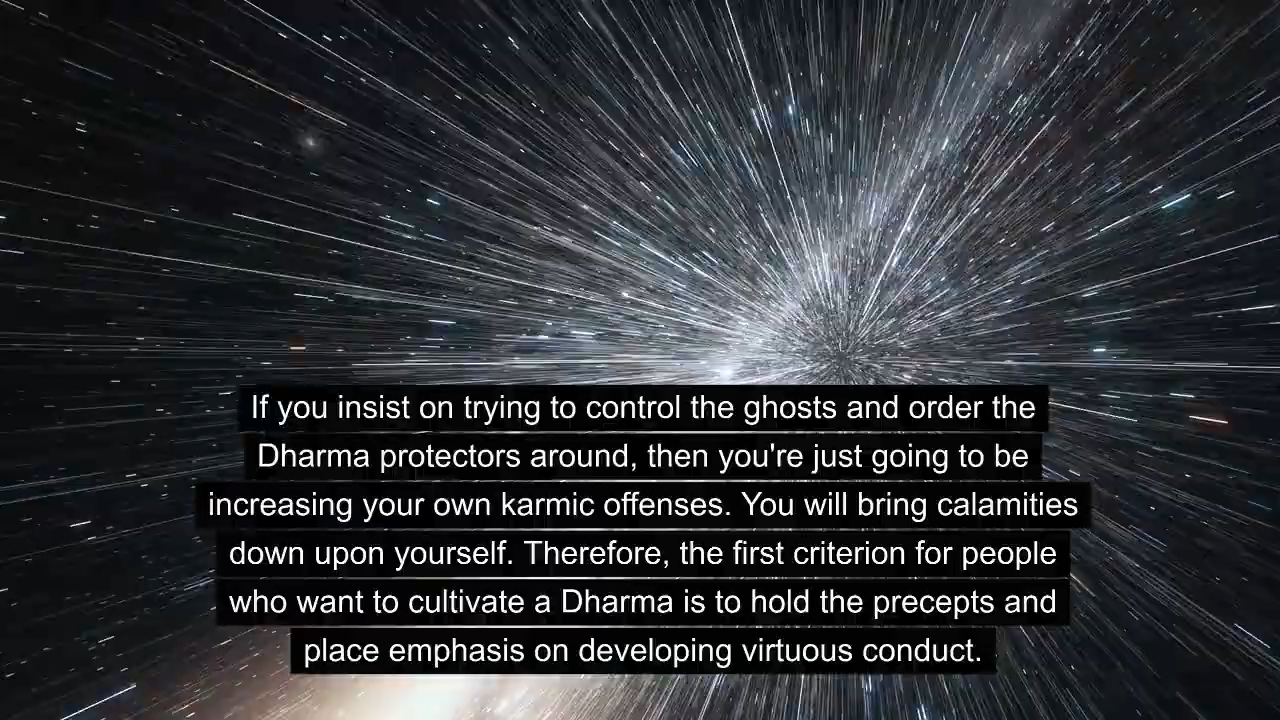 If you insist on trying to control the ghosts and order the
Dharma protectors around, then you're just going to be
increasing your own karmic offenses. You will bring calamities
down upon yourself. Therefore, the first criterion for people
who want to cultivate a Dharma is to hold the precepts and
place emphasis on developing virtuous conduct.